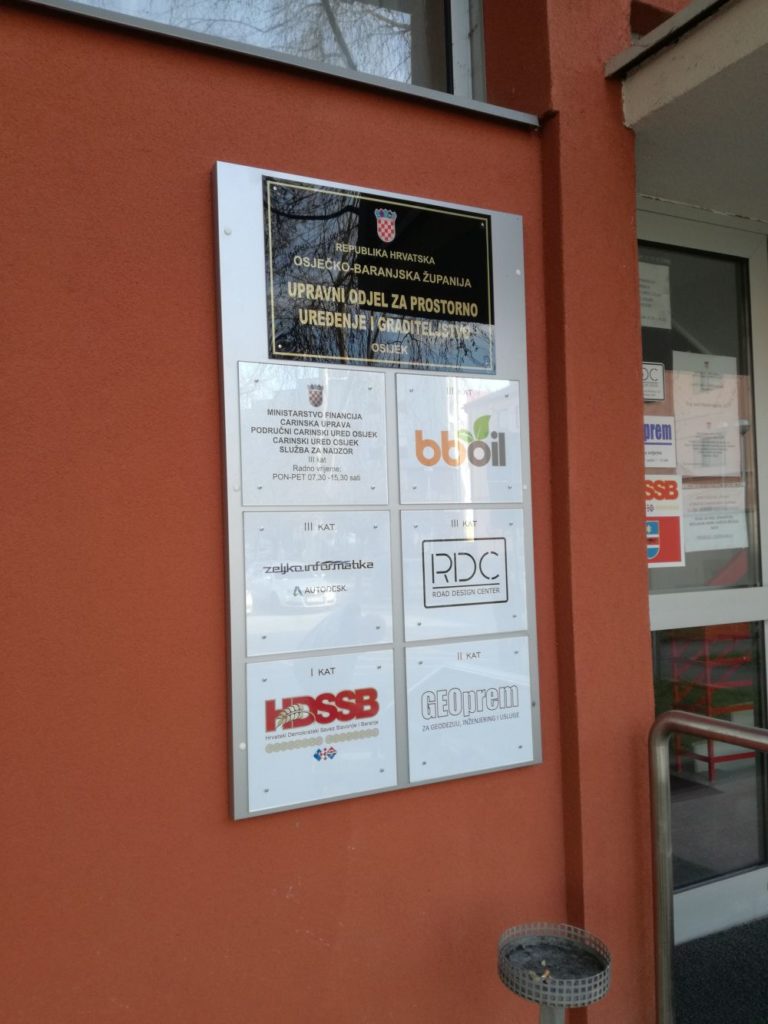 REPUBLIKA HRVATSKA
OSJEČKO-BARANJSKA ŽUPANIJA
UPRAVNI ODJEL ZA PROSTORNO
UREĐENJE I GRADITELJSTVO
OSIJEK
MINISTARSTVO FINANCIJA
CARINSKA UPRAVA
PODRUČNI CARINSKI URED OSIJEK
CARINSKI URED OSIJEK
SLUŽBA ZA NADZOR
III kat
Radno vrijeme:
PON-PET 07,30 -15,30 sati
III KAT
bboil
III KAT
zeljko.informatika
AUTODESK.
III KAT
RDC
ROAD DESIGN CENTER
I KAT
HDSSB
Hrvatski Demokratski Savez Slavonije i Baranje
II KAT
GEOprem
ZA GEODEZIJU, INŽENJERING I USLUGE
DC
prem
SSB